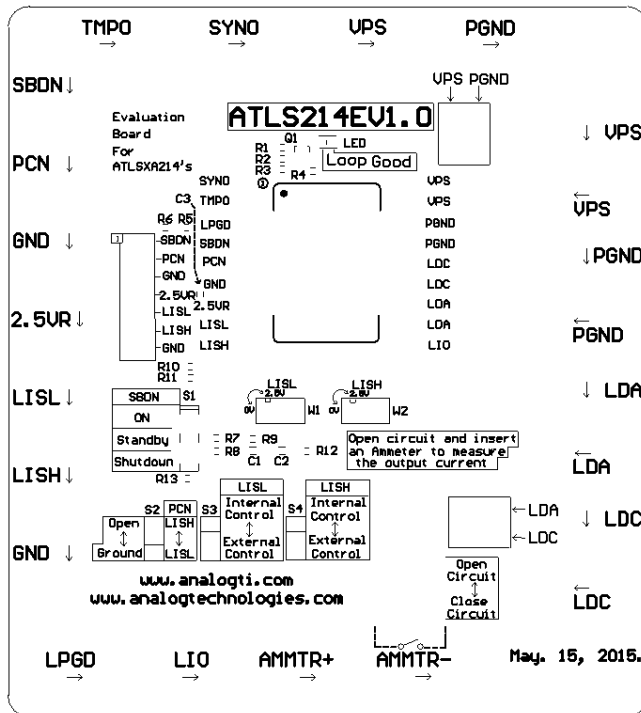 TMPO SYNO VPS PGND
SBDN
PCN
GND
2.5VR
LISL
LISH
GND
Evaluation
Board
For
ATLSXA214's
ATLS214EV1.0
Q1
LED
R1
R2
R3
R4
Loop Good
1
VPS PGND
VPS
VPS
PGND
PGND
LDA
LDA
LDC
LDC
C3
R6 R5
1
SBDN
PCN
GND
2.5VR
LISL
LISH
GND
SYNO
TMPO
LPGD
SBDN
PCN
GND
2.5VR
LISL
LISH
VPS
VPS
PGND
PGND
LDC
LDC
LDA
LDA
LIO
R10
R11
SBDN S1
ON
Standby
Shutdown
R13
LISL
2.5V
0V
W1
LISH
2.5V
0V
W2
R7 R9
R8
C1 C2
R12
Open circuit and insert
an Ammeter to measure
the output current
S2
Open
Ground
PCN
LISH
LISL
S3
LISL
Internal
Control
External
Control
S4
LISH
Internal
Control
External
Control
LDA
LDC
Open
Circuit
Close
Circuit
www.analogti.com
www.analogtechnologies.com
LPGD LIO AMMTR+ AMMTR-
May. 15, 2015.